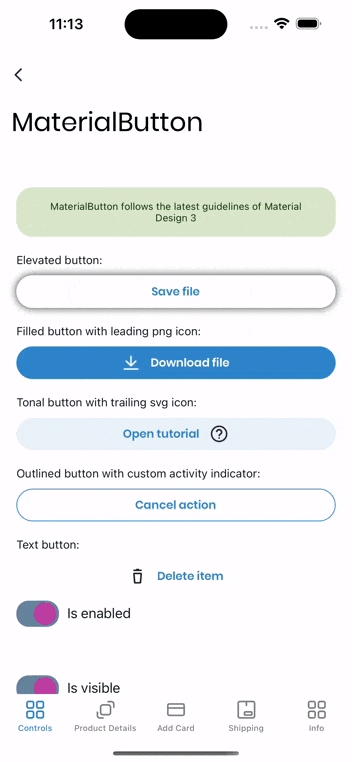 11:13
MaterialButton
MaterialButton follows the latest guidelines of Material
Design 3
Elevated button:
Save file
Filled button with leading png icon:
Download file
Tonal button with trailing svg icon:
Open tutorial
Outlined button with custom activity indicator:
Cancel action
Text button:
Delete item
Is enabled
Is visible
Controls
Product Details
Add Card
Shipping
Info